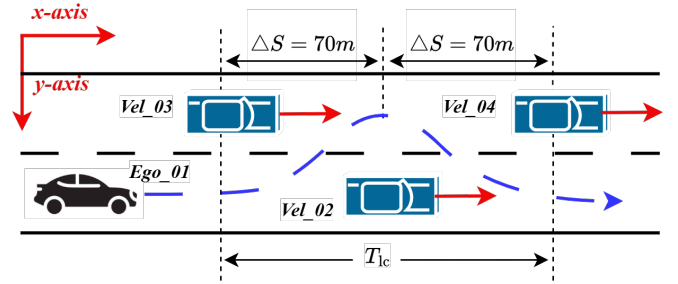 x-axis
△S = 70m △S = 70m
y-axis
Vel_03 Vel_04
Ego_01
Vel_02
T_lc